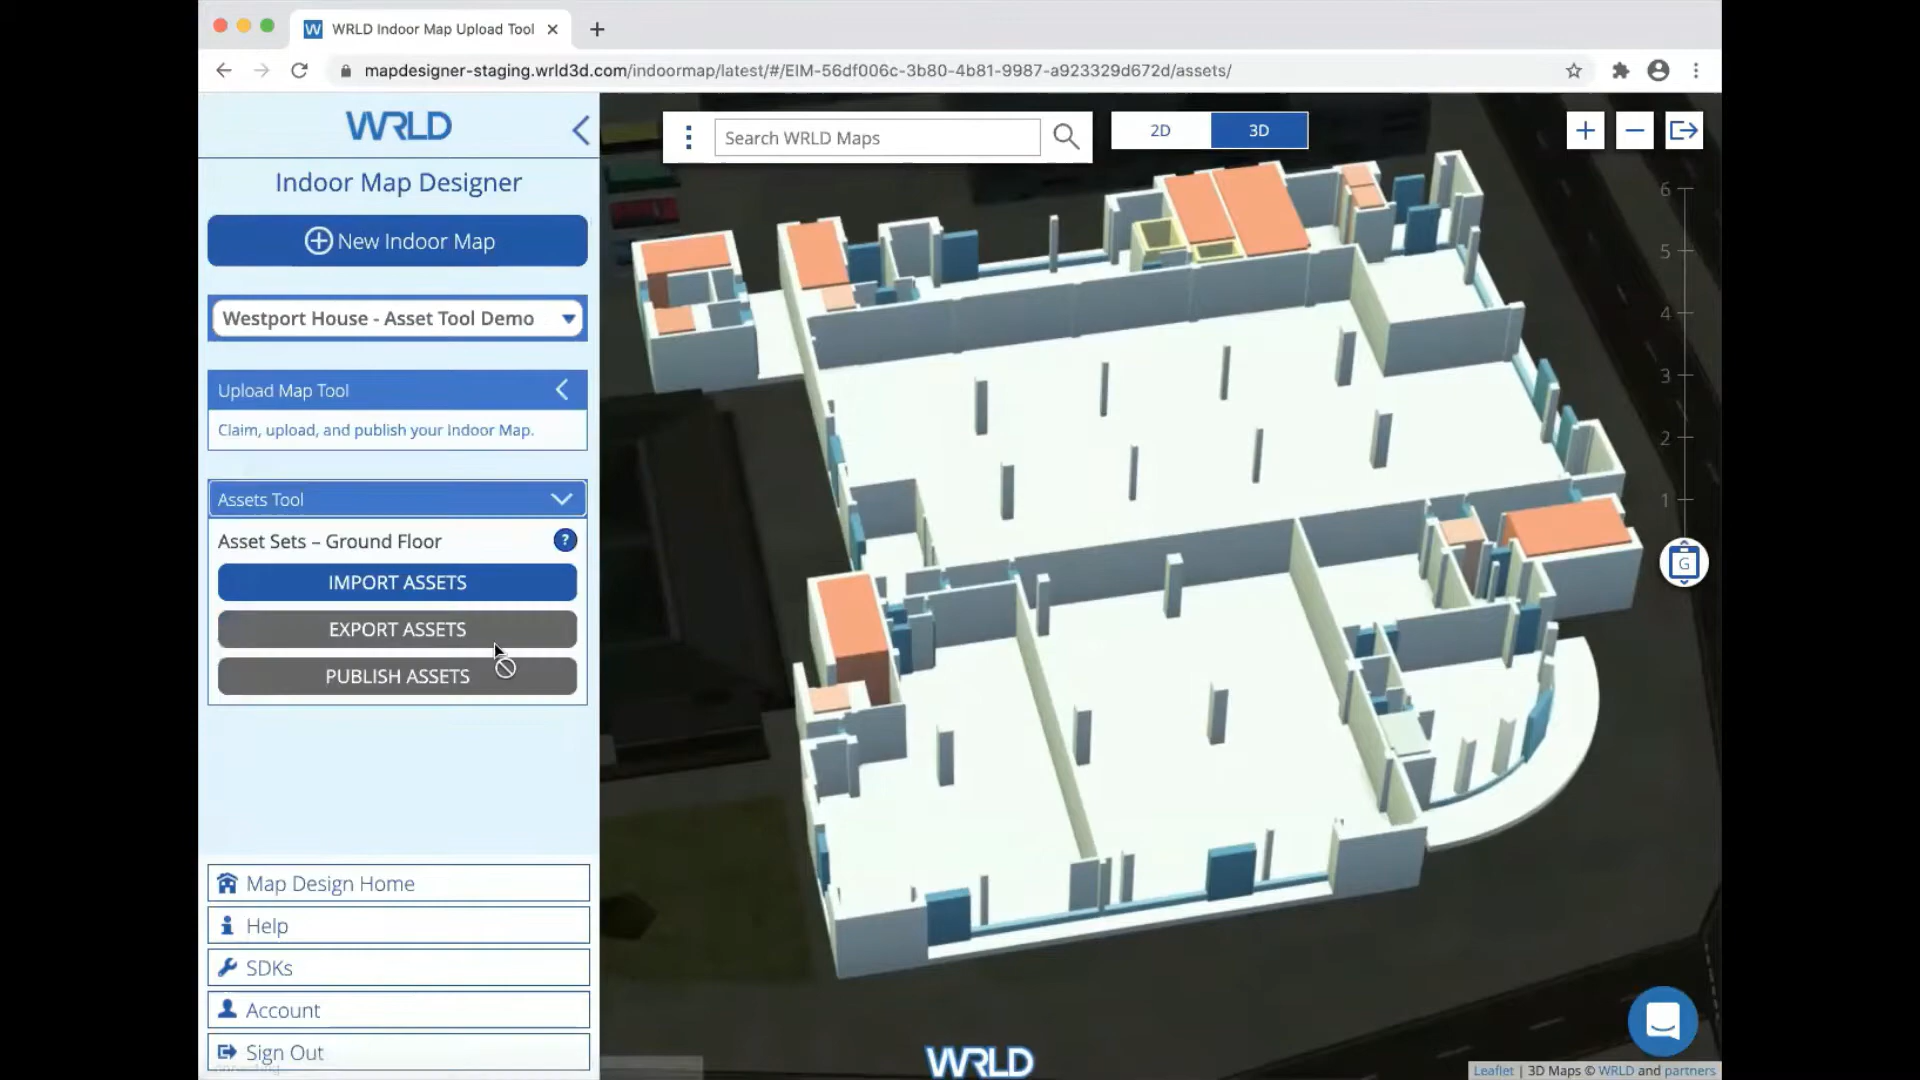 WRLD Indoor Map Upload Tool
mapdesigner-staging.wrld3d.com/indoormap/latest/#/EIM-56df006c-3b80-4b81-9987-a923329d672d/assets/
WRLD
Indoor Map Designer
New Indoor Map
Westport House - Asset Tool Demo
Upload Map Tool
Claim, upload, and publish your Indoor Map.
Assets Tool
Asset Sets – Ground Floor ?
IMPORT ASSETS
EXPORT ASSETS
PUBLISH ASSETS
Map Design Home
Help
SDKs
Account
Sign Out
Search WRLD Maps
2D 3D
6
5
4
3
2
1
G
WRLD
Leaflet | 3D Maps © WRLD and partners